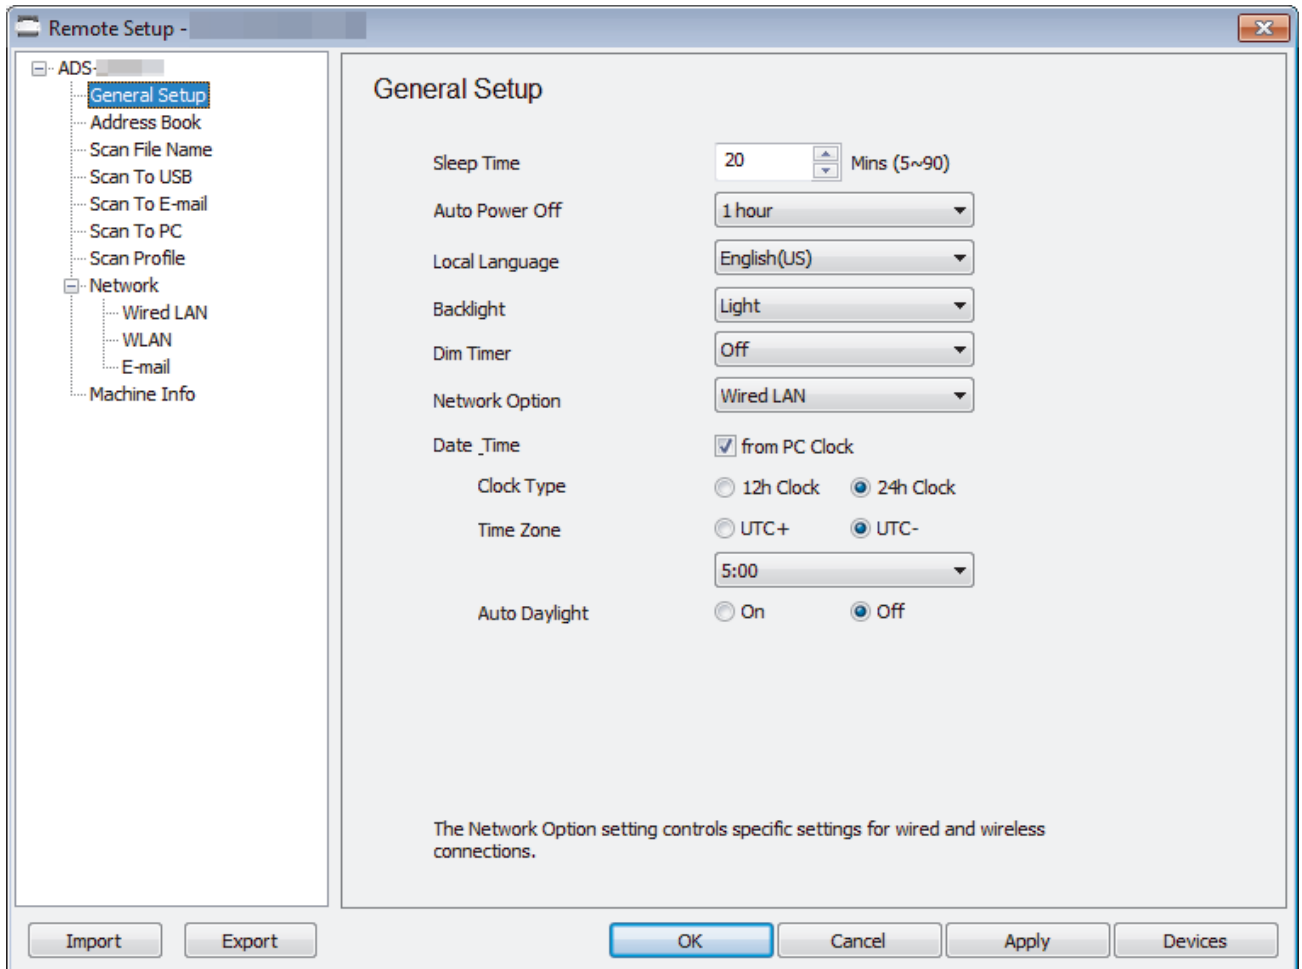 Remote Setup -
ADS-
General Setup
Address Book
Scan File Name
Scan To USB
Scan To E-mail
Scan To PC
Scan Profile
Network
Wired LAN
WLAN
E-mail
Machine Info
General Setup
Sleep Time 20 Mins (5~90)
Auto Power Off 1 hour
Local Language English(US)
Backlight Light
Dim Timer Off
Network Option Wired LAN
Date _Time from PC Clock
Clock Type 12h Clock 24h Clock
Time Zone UTC+ UTC-
5:00
Auto Daylight On Off
The Network Option setting controls specific settings for wired and wireless
connections.
Import Export OK Cancel Apply Devices